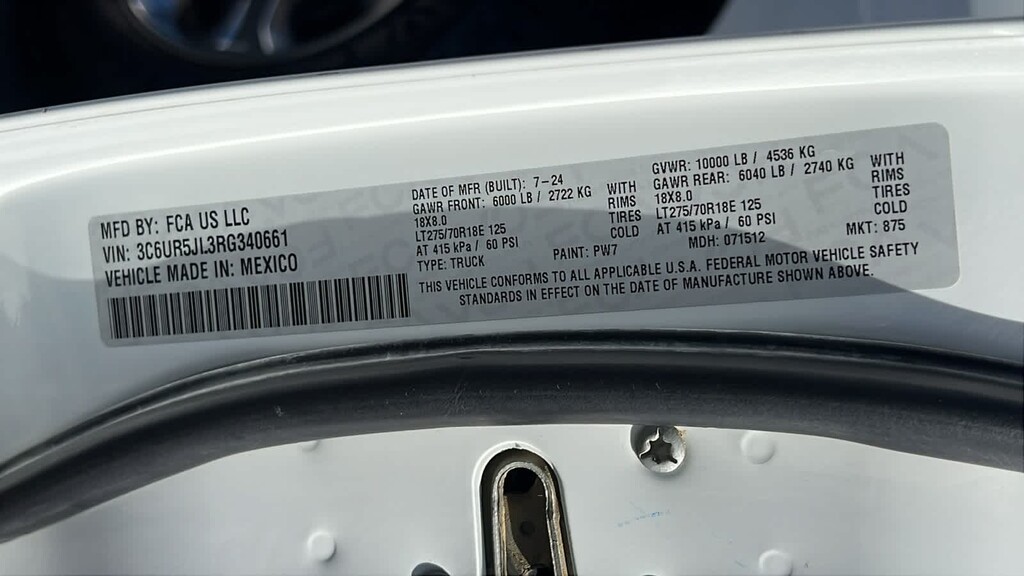 MFD BY: FCA US LLC
VIN: 3C6UR5JL3RG340661
VEHICLE MADE IN: MEXICO
DATE OF MFR (BUILT): 7-24
GAWR FRONT: 6000 LB / 2722 KG WITH
18X8.0 RIMS
LT275/70R18E 125 TIRES
AT 415 kPa / 60 PSI COLD
TYPE: TRUCK PAINT: PW7
GVWR: 10000 LB / 4536 KG
GAWR REAR: 6040 LB / 2740 KG WITH
18X8.0 RIMS
LT275/70R18E 125 TIRES
AT 415 kPa / 60 PSI COLD
MDH: 071512 MKT: 875
THIS VEHICLE CONFORMS TO ALL APPLICABLE U.S.A. FEDERAL MOTOR VEHICLE SAFETY
STANDARDS IN EFFECT ON THE DATE OF MANUFACTURE SHOWN ABOVE.